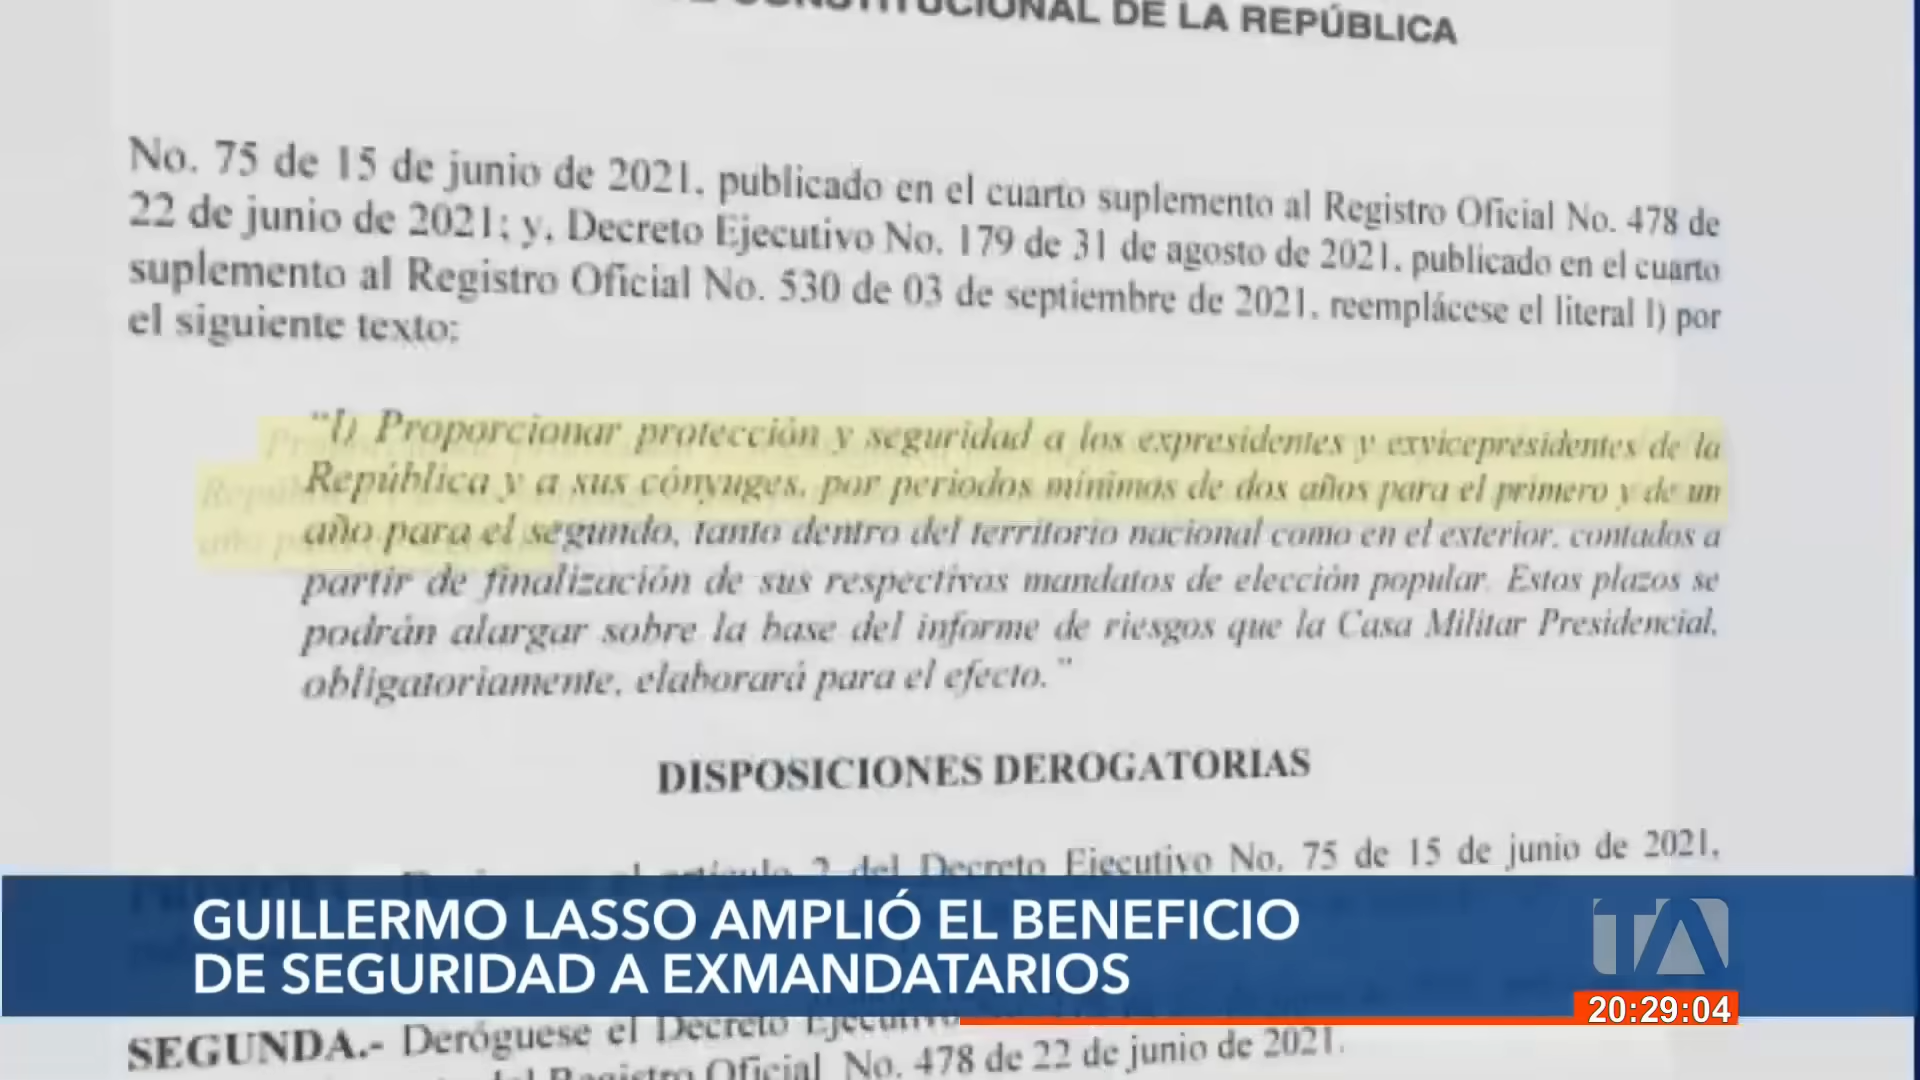 CONSTITUCIONAL DE LA REPÚBLICA
No. 75 de 15 de junio de 2021, publicado en el cuarto suplemento al Registro Oficial No. 478 de
22 de junio de 2021; y, Decreto Ejecutivo No. 179 de 31 de agosto de 2021, publicado en el cuarto
suplemento al Registro Oficial No. 530 de 03 de septiembre de 2021, reemplácese el literal l) por
el siguiente texto:
“l) Proporcionar protección y seguridad a los expresidentes y exvicepresidentes de la
República y a sus cónyuges, por periodos mínimos de dos años para el primero y de un
año para el segundo, tanto dentro del territorio nacional como en el exterior, contados a
partir de finalización de sus respectivos mandatos de elección popular. Estos plazos se
podrán alargar sobre la base del informe de riesgos que la Casa Militar Presidencial,
obligatoriamente, elaborará para el efecto.”
DISPOSICIONES DEROGATORIAS
artículo 2 del Decreto Ejecutivo No. 75 de 15 de junio de 2021,
GUILLERMO LASSO AMPLIÓ EL BENEFICIO
DE SEGURIDAD A EXMANDATARIOS
TA
20:29:04
SEGUNDA.- Deróguese el Decreto Ejecutivo
Registro Oficial No. 478 de 22 de junio de 2021.